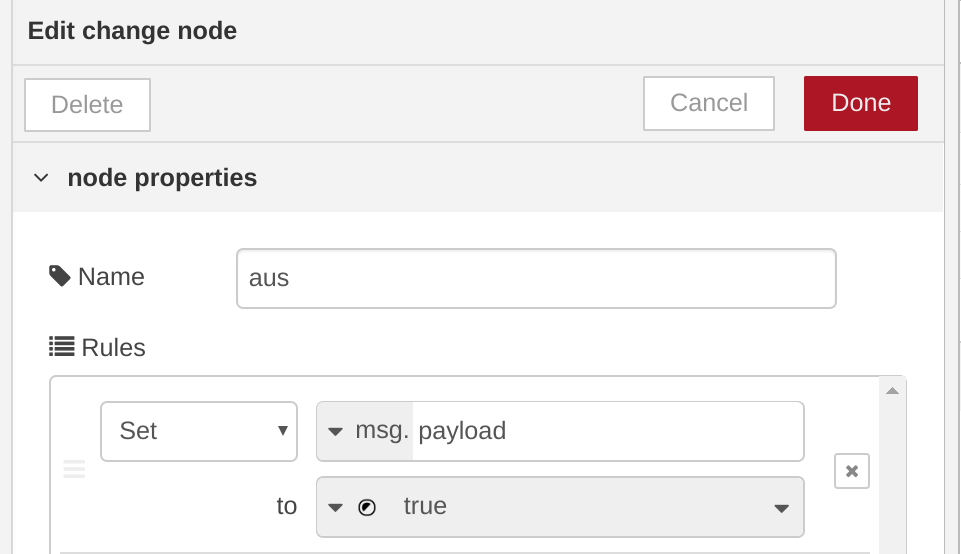 Edit change node
Delete Cancel Done
node properties
Name aus
Rules
Set msg. payload
to true